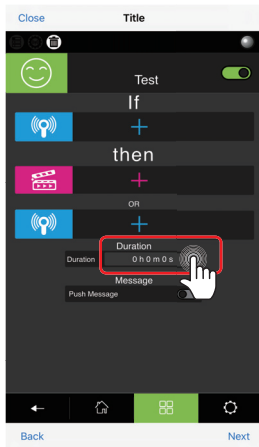 Close Title
Test
If
then
OR
Duration
Duration 0 h 0 m 0 s
Message
Push Message
Back Next